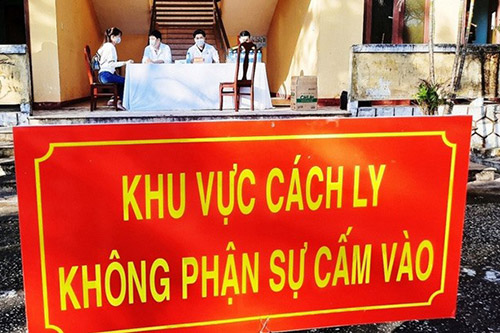 KHU VỰC CÁCH LY
KHÔNG PHẬN SỰ CẤM VÀO